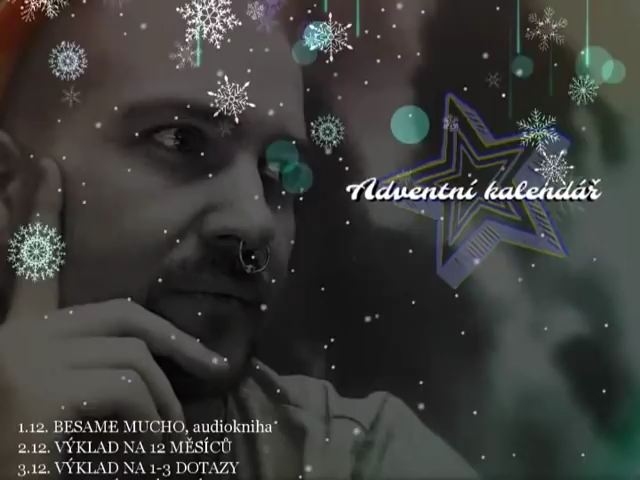 Adventní kalendář
1.12. BESAME MUCHO, audiokniha*
2.12. VÝKLAD NA 12 MĚSÍCŮ
3.12. VÝKLAD NA 1-3 DOTAZY